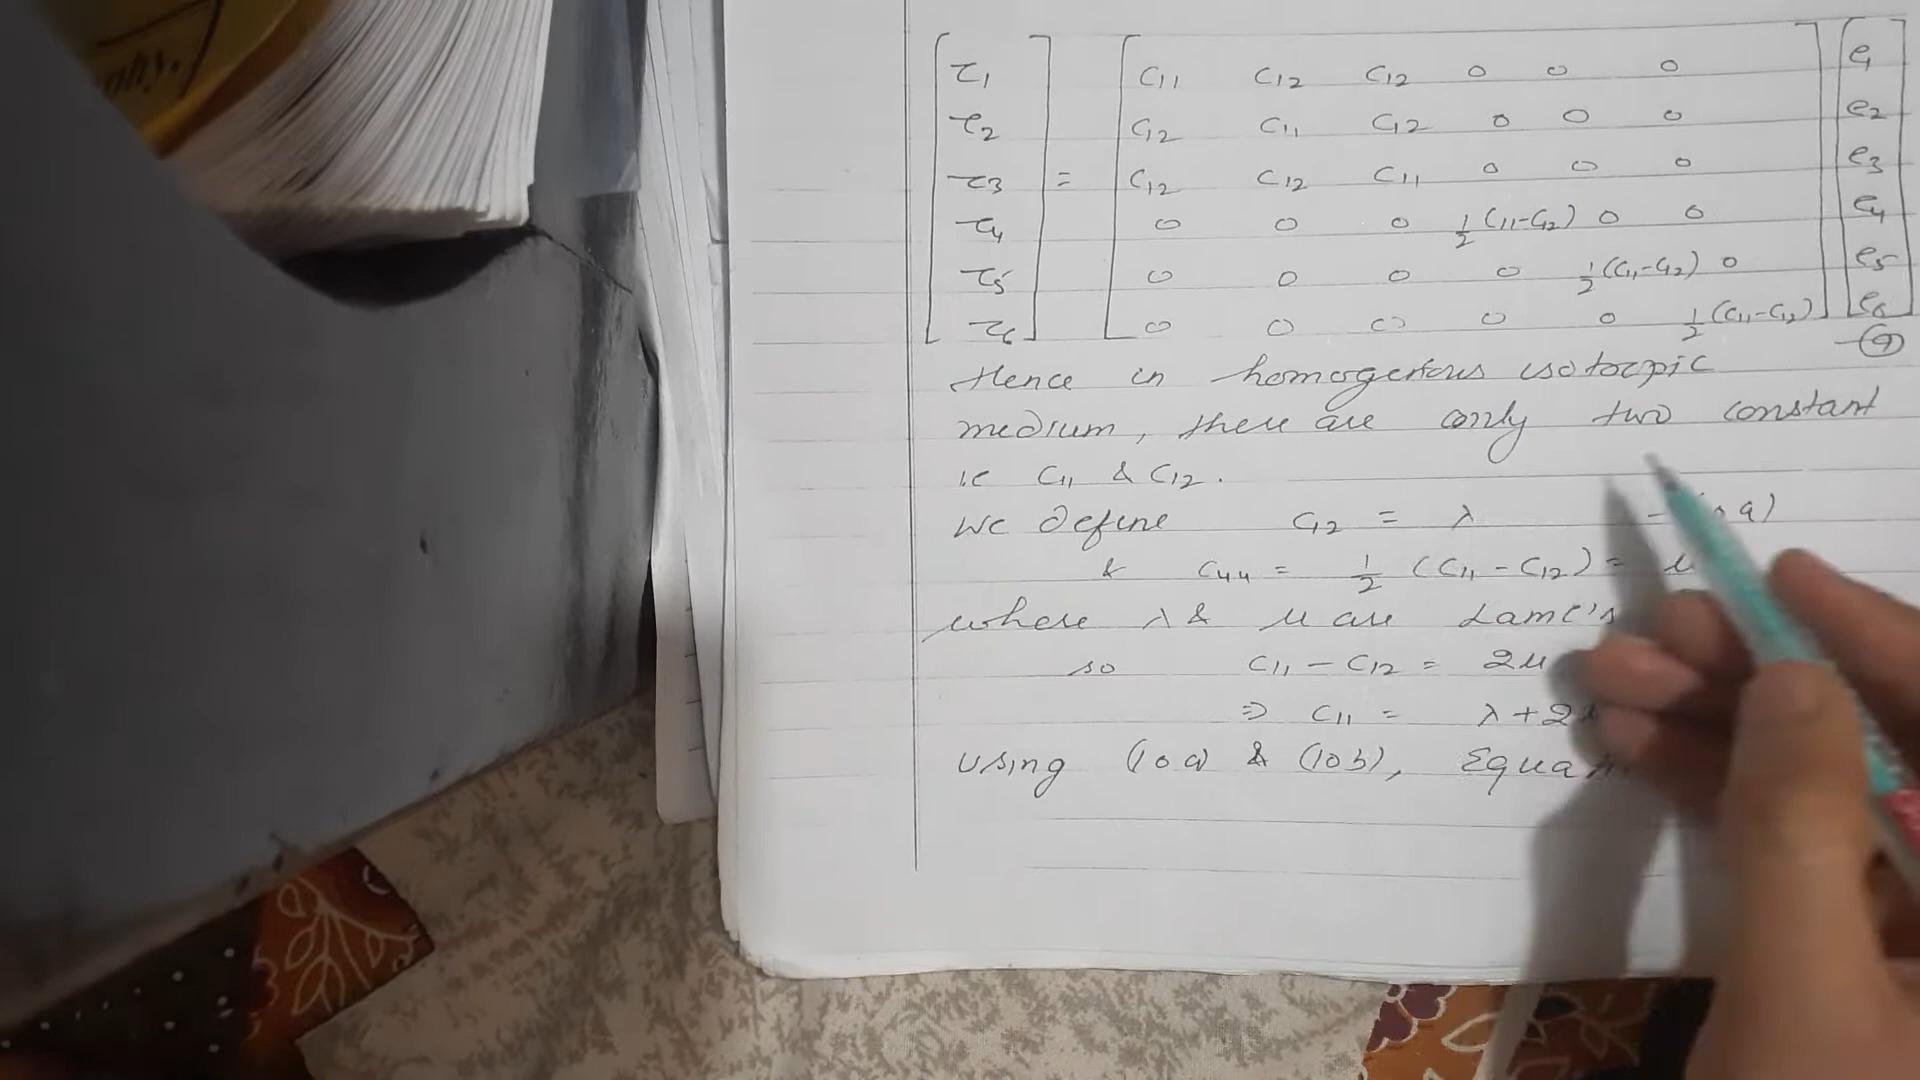 τ1 = C11 C12 C12 0 0 0 e1
τ2 C12 C11 C12 0 0 0 e2
τ3 C12 C12 C11 0 0 0 e3
τ4 0 0 0 1/2 (C11-C12) 0 0 e4
τ5 0 0 0 0 1/2 (C11-C12) 0 e5
τ6 0 0 0 0 0 1/2 (C11-C12) e6
-(9)
Hence in homogenous isotropic
medium, there are only two constant
i.e C11 & C12.
We define C12 = λ a)
& C44 = 1/2 (C11 - C12) = μ
where λ & μ are Lame's
so C11 - C12 = 2μ
⇒ C11 = λ+2
Using (10a) & (10b),